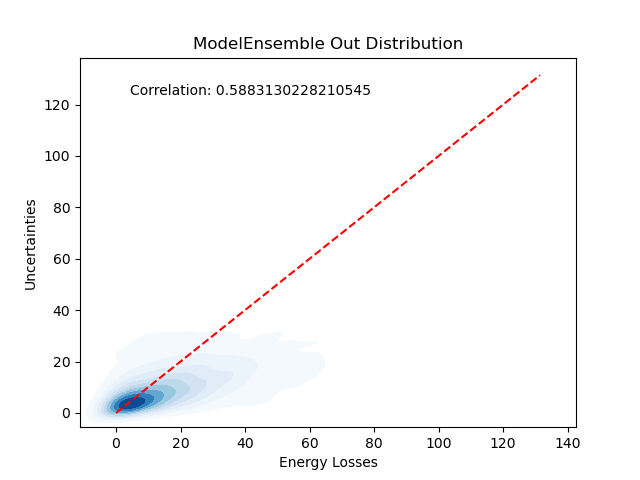 ModelEnsemble Out Distribution
Correlation: 0.5883130228210545
120
100
80
60
40
20
0
Uncertainties
0 20 40 60 80 100 120 140
Energy Losses